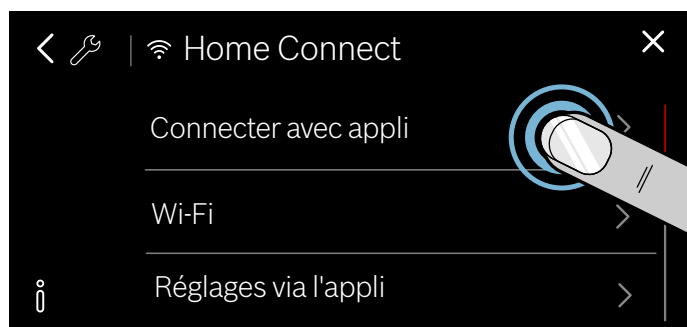 Home Connect
Connecter avec appli
Wi-Fi
Réglages via l'appli